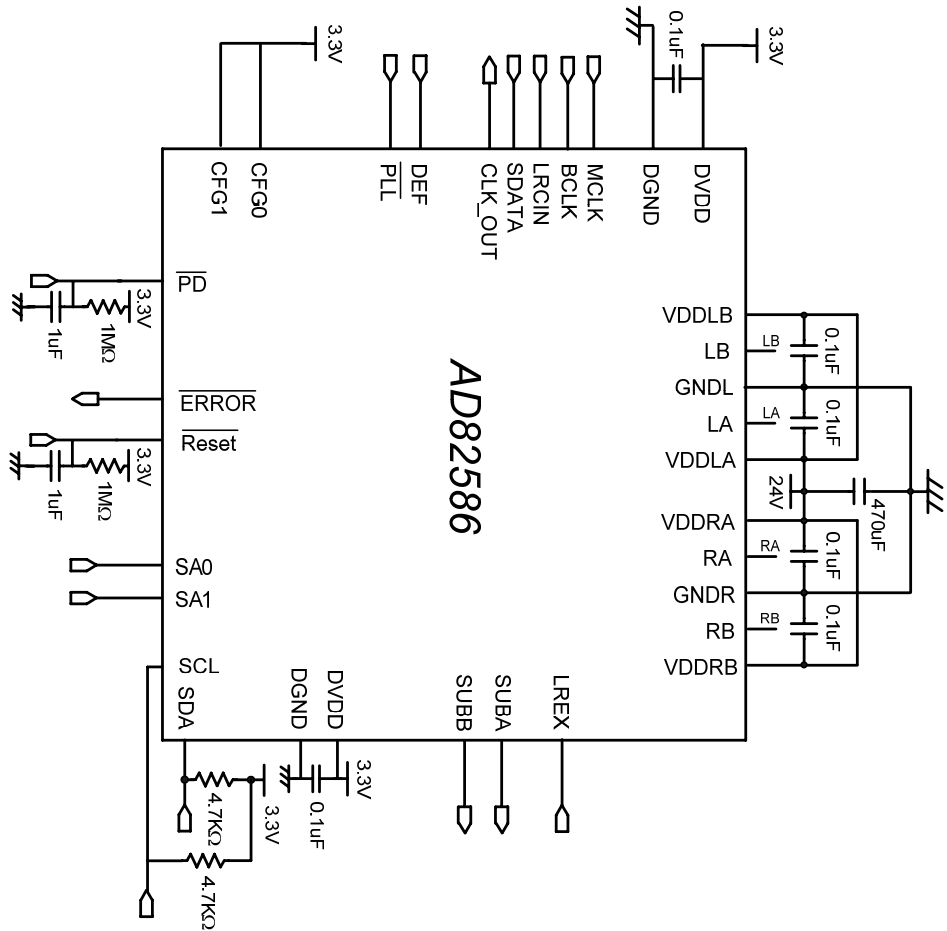 3.3V
0.1uF
3.3V
CFG1
CFG0
PLL
DEF
CLK_OUT
SDATA
LRCIN
BCLK
MCLK
DGND
DVDD
PD
3.3V
1MΩ
1uF
ERROR
Reset
3.3V
1MΩ
1uF
SA0
SA1
SCL
SDA
AD82586
VDDLB
LB
LB
0.1uF
GNDL
LA
LA
0.1uF
VDDLA
24V
470uF
VDDRA
RA
RA
0.1uF
GNDR
RB
RB
0.1uF
VDDRB
DGND
DVDD
SUBB
SUBA
LREX
3.3V
0.1uF
3.3V
4.7KΩ
4.7KΩ